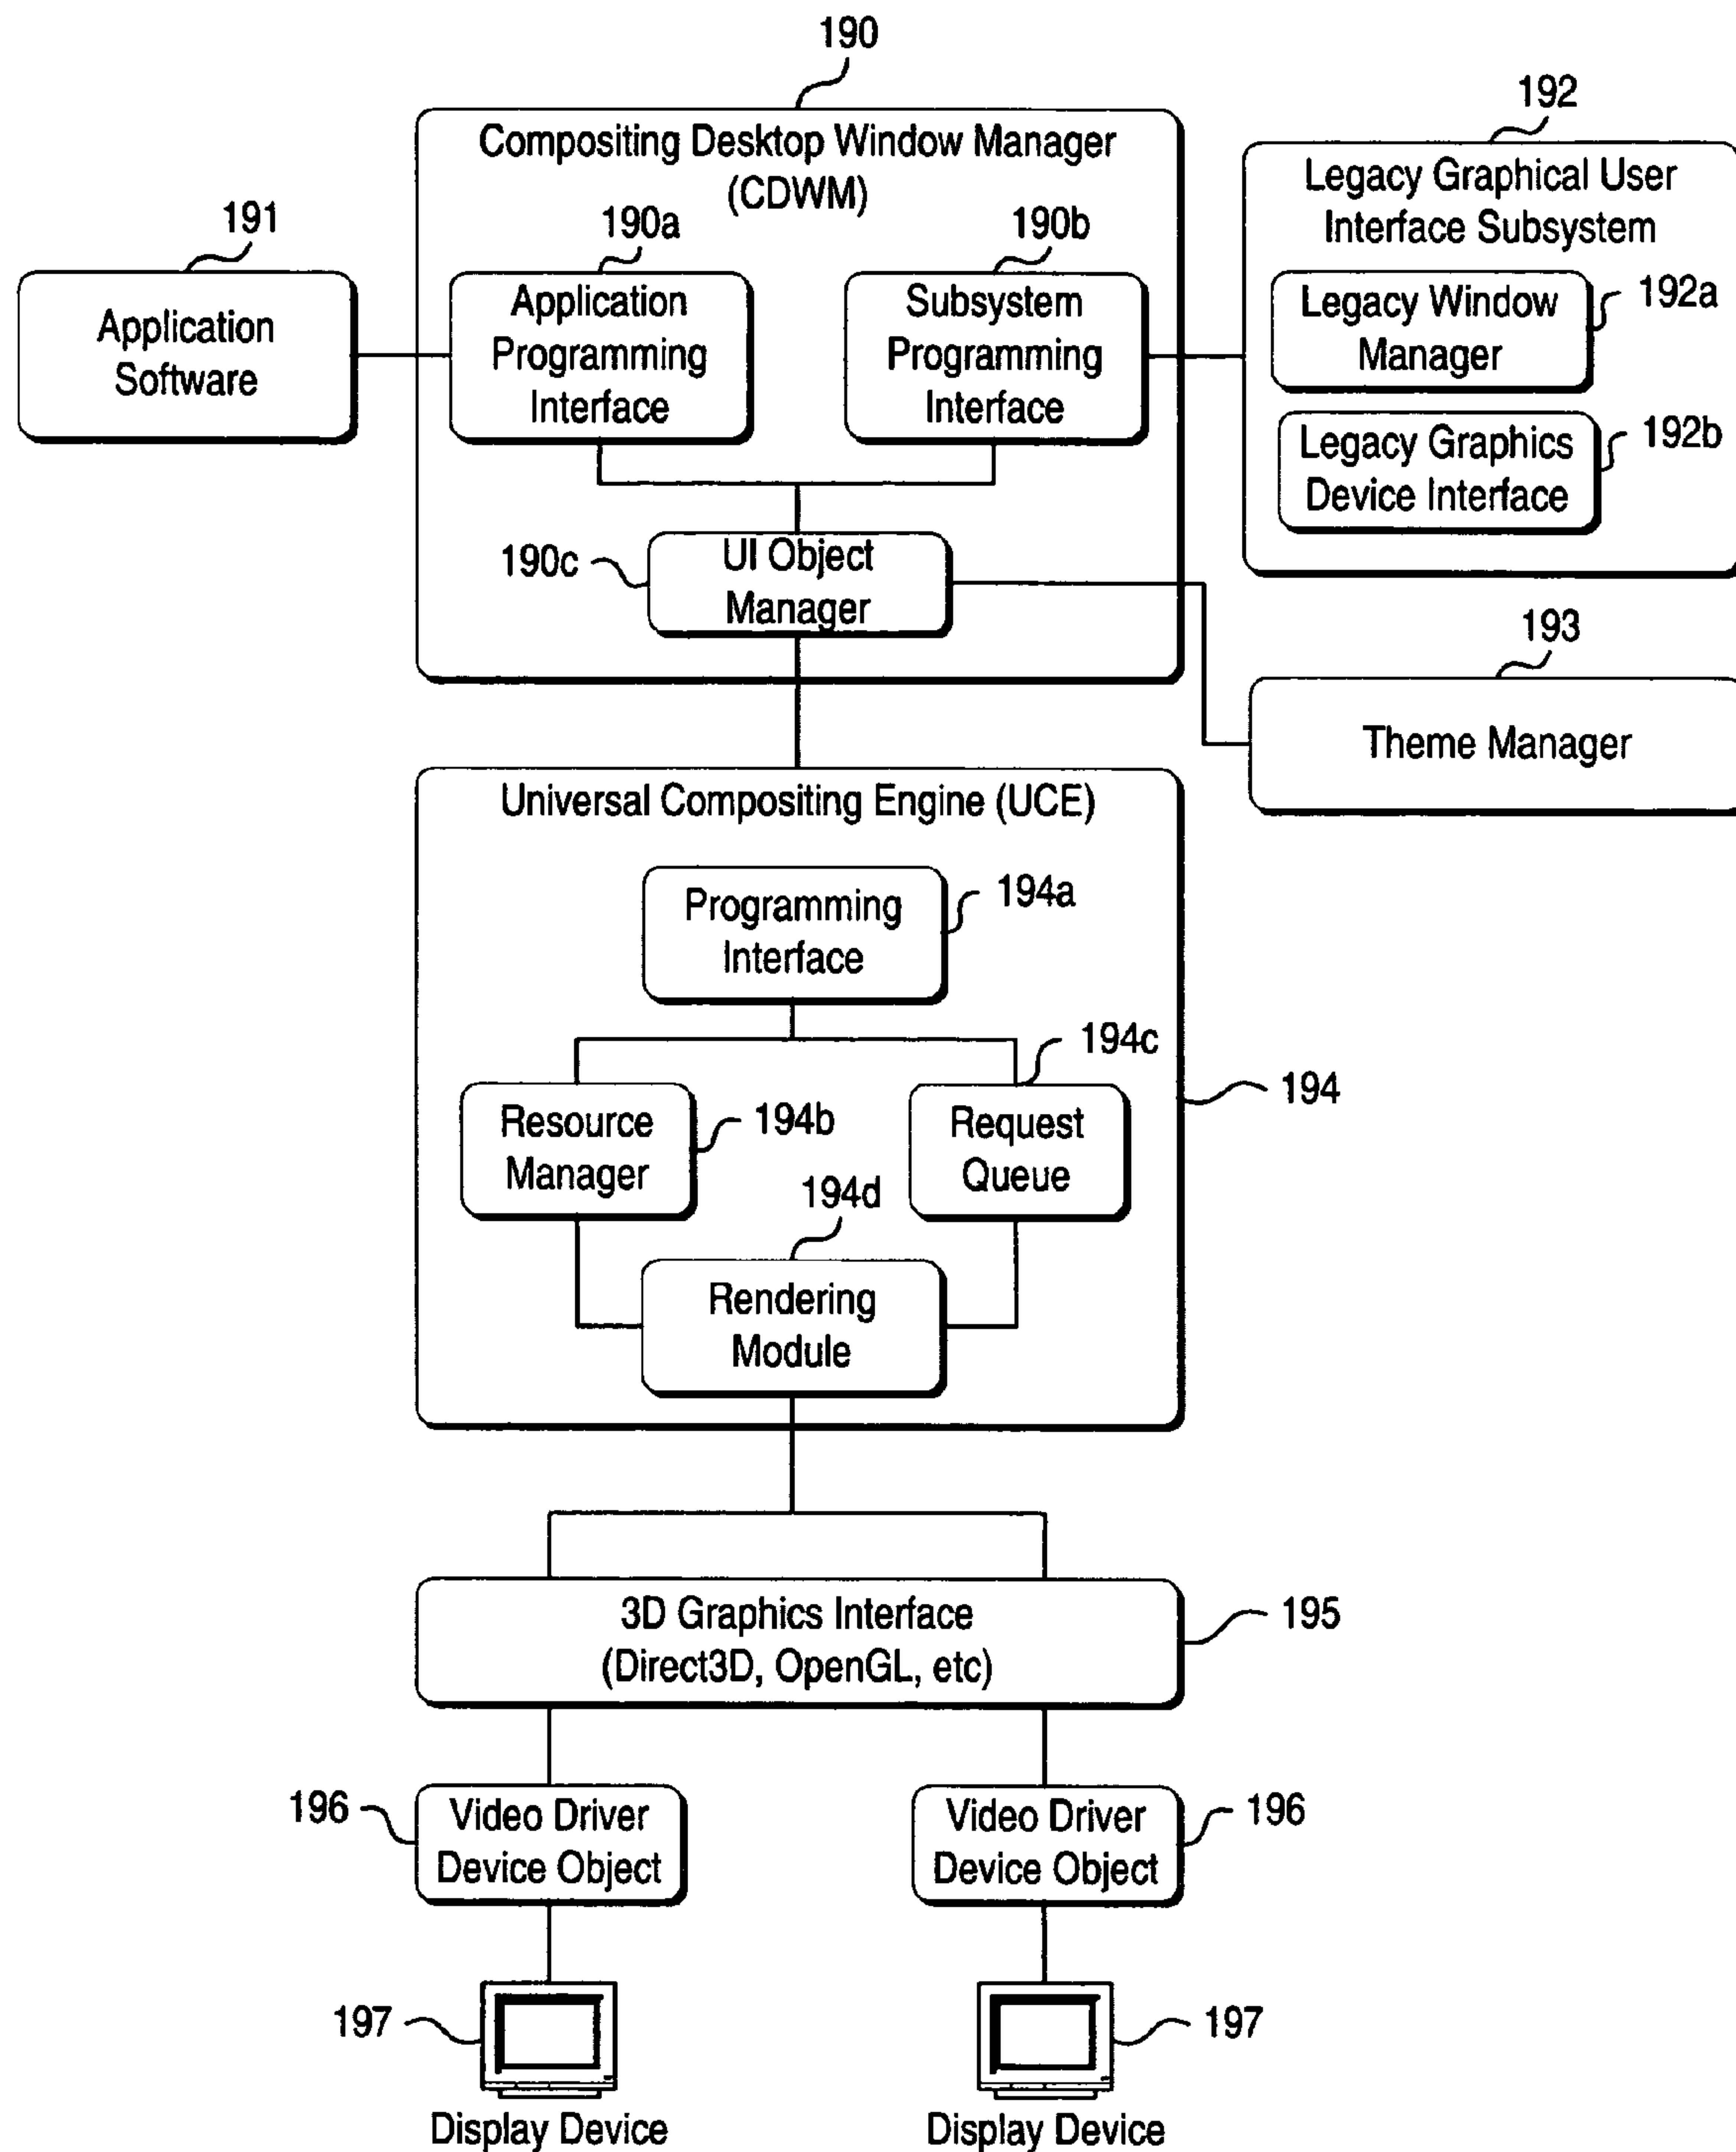 190
Compositing Desktop Window Manager
(CDWM)
192
Legacy Graphical User
Interface Subsystem
191
190a
190b
Application
Software
Application
Programming
Interface
Subsystem
Programming
Interface
Legacy Window
Manager
192a
Legacy Graphics
Device Interface
192b
190c
UI Object
Manager
193
Theme Manager
Universal Compositing Engine (UCE)
Programming
Interface
194a
194c
194
Resource
Manager
194b
Request
Queue
194d
Rendering
Module
3D Graphics Interface
(Direct3D, OpenGL, etc)
195
196
Video Driver
Device Object
Video Driver
Device Object
196
197
197
Display Device
Display Device